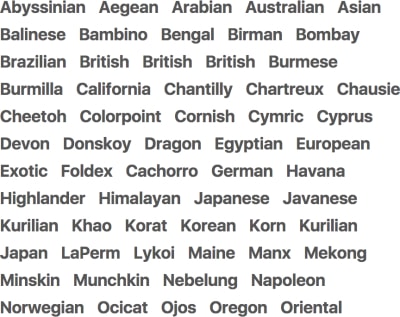 Abyssinian Aegean Arabian Australian Asian
Balinese Bambino Bengal Birman Bombay
Brazilian British British British Burmese
Burmilla California Chantilly Chartreux Chausie
Cheetoh Colorpoint Cornish Cymric Cyprus
Devon Donskoy Dragon Egyptian European
Exotic Foldex Cachorro German Havana
Highlander Himalayan Japanese Javanese
Kurilian Khao Korat Korean Korn Kurilian
Japan LaPerm Lykoi Maine Manx Mekong
Minskin Munchkin Nebelung Napoleon
Norwegian Ocicat Ojos Oregon Oriental